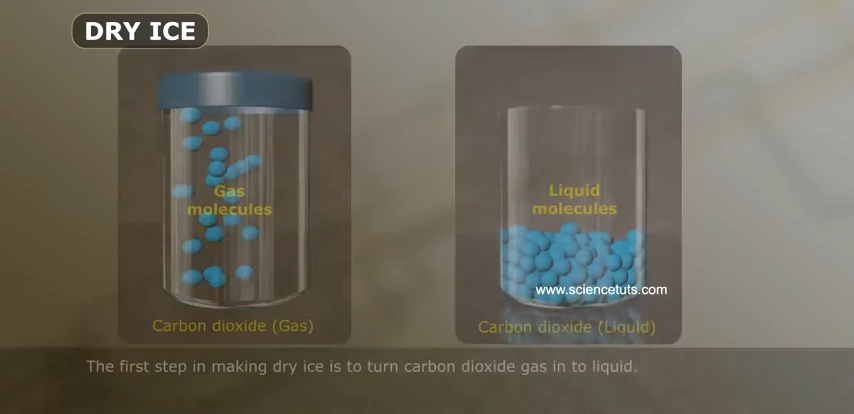 DRY ICE
Gas
molecules
Liquid
molecules
www.sciencetuts.com
Carbon dioxide (Gas)
Carbon dioxide (Liquid)
The first step in making dry ice is to turn carbon dioxide gas in to liquid.